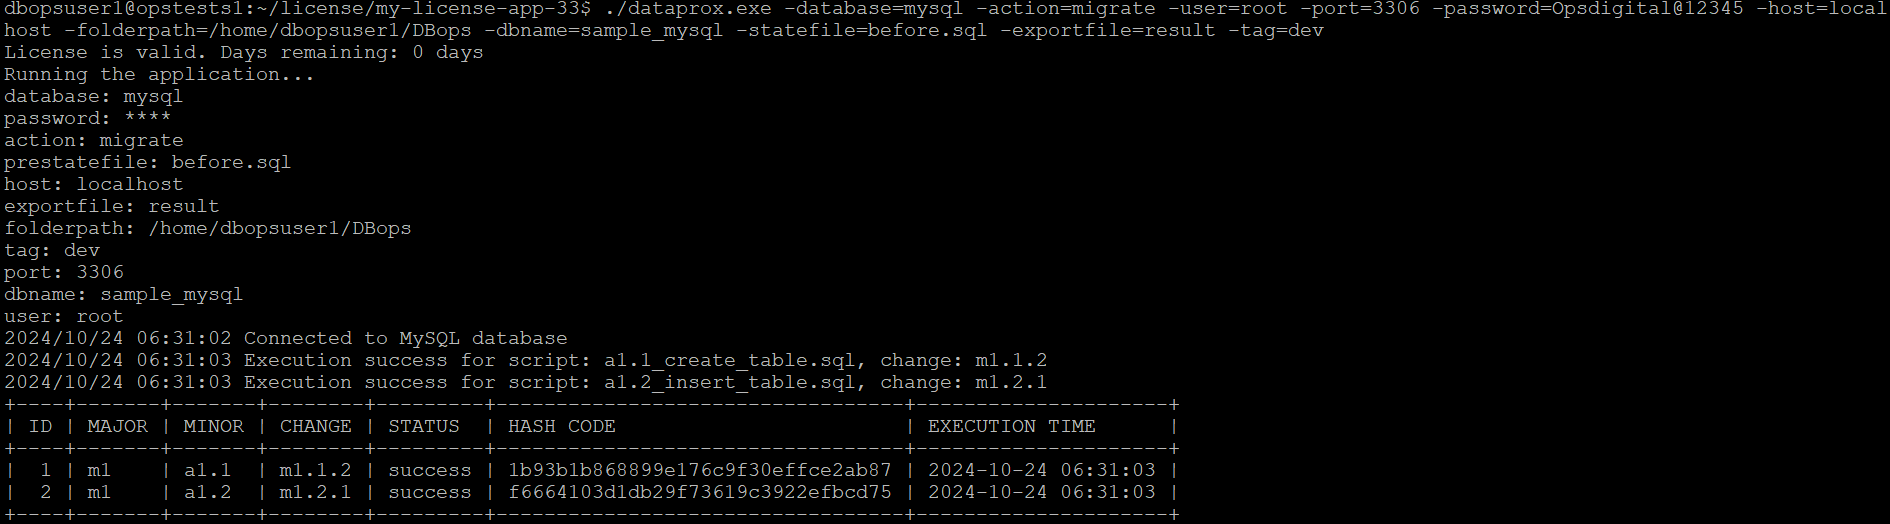 dbopsuser1@opstests1:~/license/my-license-app-33$ ./dataprox.exe -database=mysql -action=migrate -user=root -port=3306 -password=Opsdigital@12345 -host=local
host -folderpath=/home/dbopsuser1/DBops -dbname=sample_mysql -statefile=before.sql -exportfile=result -tag=dev
License is valid. Days remaining: 0 days
Running the application...
database: mysql
password: ****
action: migrate
prestatefile: before.sql
host: localhost
exportfile: result
folderpath: /home/dbopsuser1/DBops
tag: dev
port: 3306
dbname: sample_mysql
user: root
2024/10/24 06:31:02 Connected to MySQL database
2024/10/24 06:31:03 Execution success for script: a1.1_create_table.sql, change: m1.1.2
2024/10/24 06:31:03 Execution success for script: a1.2_insert_table.sql, change: m1.2.1
+----+-------+-------+--------+---------+----------------------------------+---------------------+
| ID | MAJOR | MINOR | CHANGE | STATUS  | HASH CODE                        | EXECUTION TIME      |
+----+-------+-------+--------+---------+----------------------------------+---------------------+
|  1 | m1    | a1.1  | m1.1.2 | success | 1b93b1b868899e176c9f30effce2ab87 | 2024-10-24 06:31:03 |
|  2 | m1    | a1.2  | m1.2.1 | success | f6664103d1db29f73619c3922efbcd75 | 2024-10-24 06:31:03 |
+----+-------+-------+--------+---------+----------------------------------+---------------------+